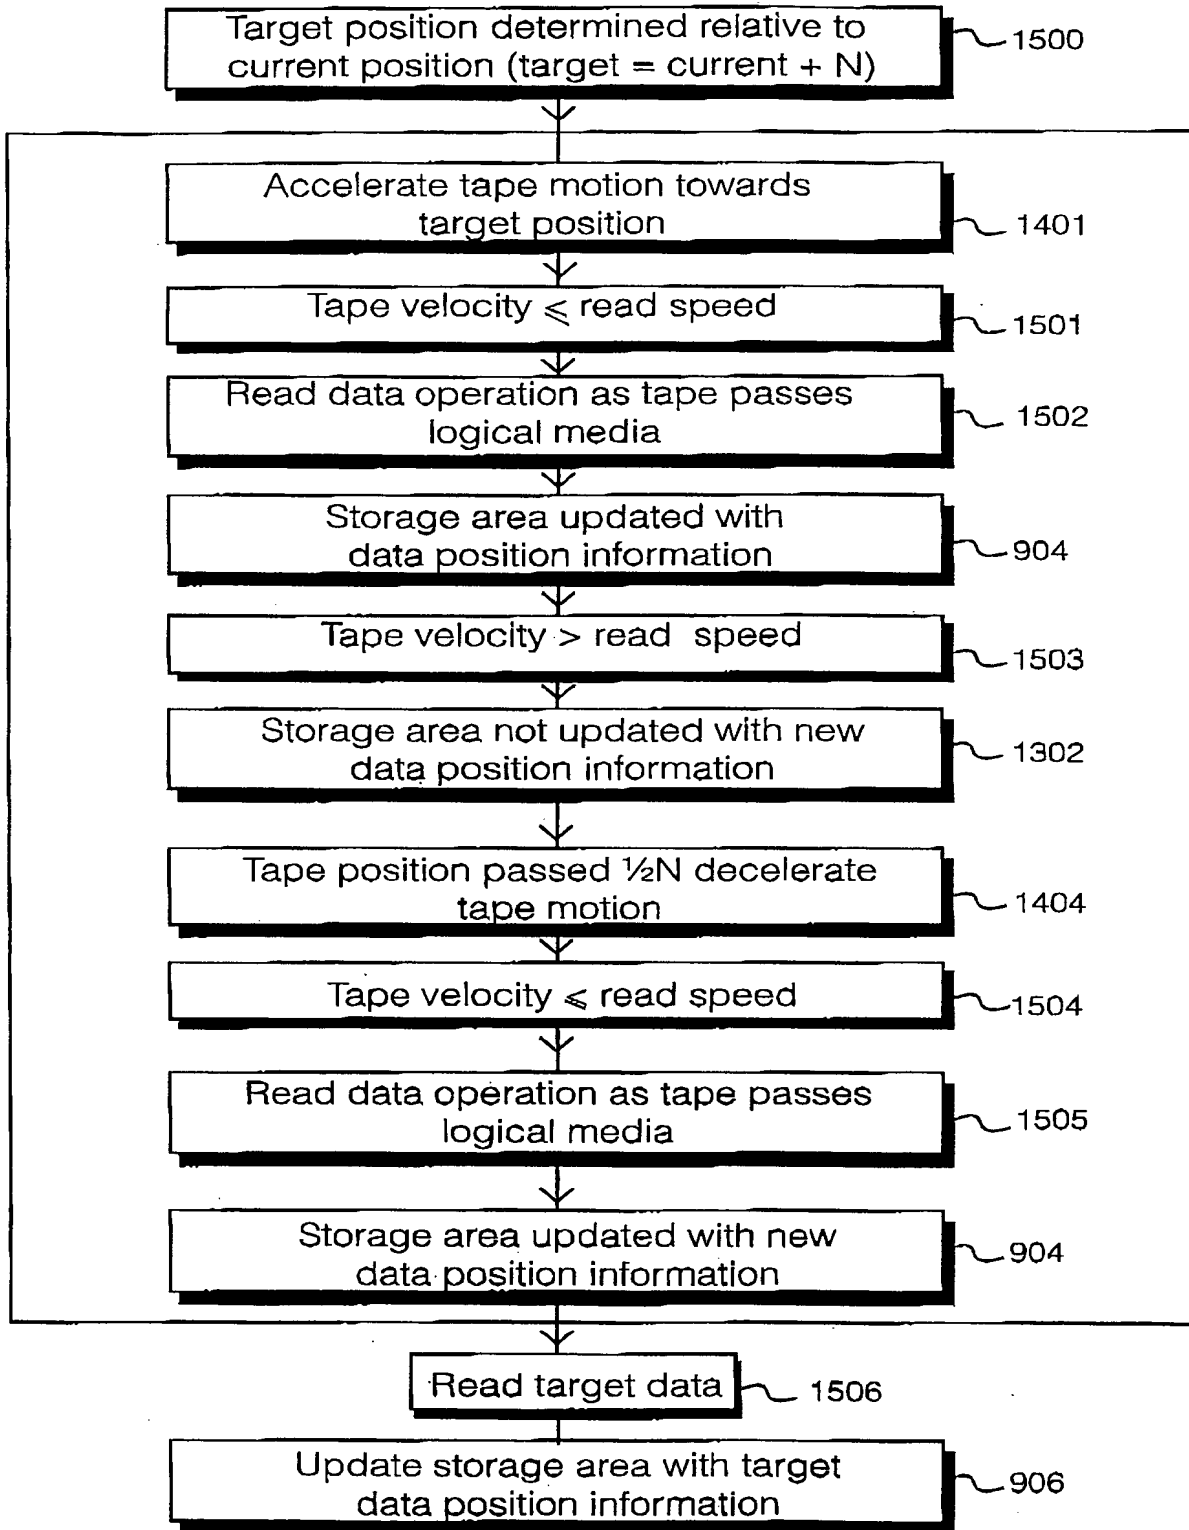 Target position determined relative to
current position (target = current + N)
1500
Accelerate tape motion towards
target position
1401
Tape velocity ⩽ read speed
1501
Read data operation as tape passes
logical media
1502
Storage area updated with
data position information
904
Tape velocity > read speed
1503
Storage area not updated with new
data position information
1302
Tape position passed ½N decelerate
tape motion
1404
Tape velocity ⩽ read speed
1504
Read data operation as tape passes
logical media
1505
Storage area updated with new
data position information
904
Read target data
1506
Update storage area with target
data position information
906